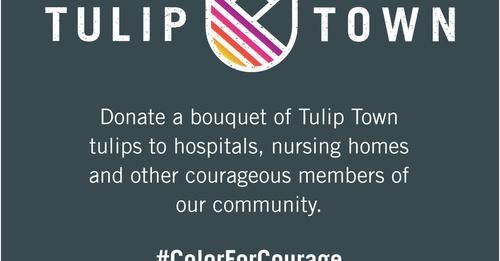 TULIP TOWN
Donate a bouquet of Tulip Town
tulips to hospitals, nursing homes
and other courageous members of
our community.
#ColorForCourage